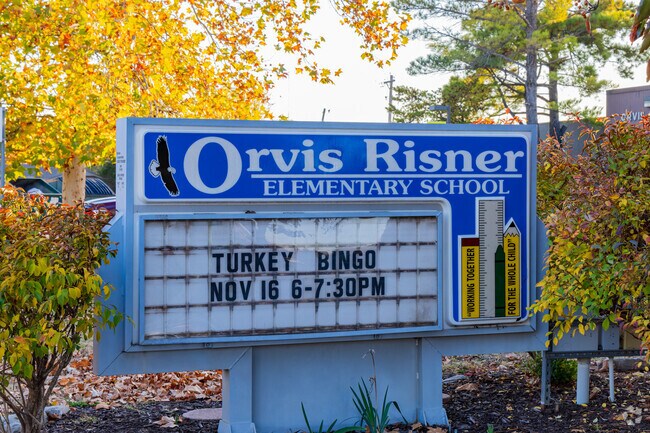 Orvis Risner
ELEMENTARY SCHOOL
TURKEY BINGO
NOV 16 6-7:30PM
"WORKING TOGETHER
FOR THE WHOLE CHILD"